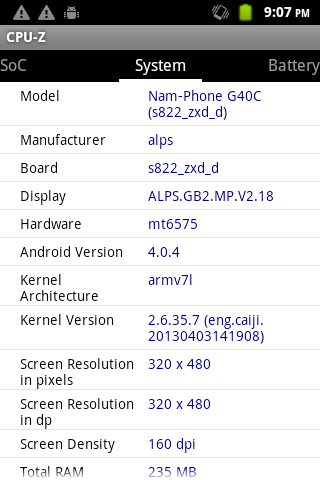 9:07 PM
CPU-Z
SoC System Battery
Model Nam-Phone G40C
(s822_zxd_d)
Manufacturer alps
Board s822_zxd_d
Display ALPS.GB2.MP.V2.18
Hardware mt6575
Android Version 4.0.4
Kernel armv7l
Architecture
Kernel Version 2.6.35.7 (eng.caiji.
20130403141908)
Screen Resolution 320 x 480
in pixels
Screen Resolution 320 x 480
in dp
Screen Density 160 dpi
Total RAM 235 MB